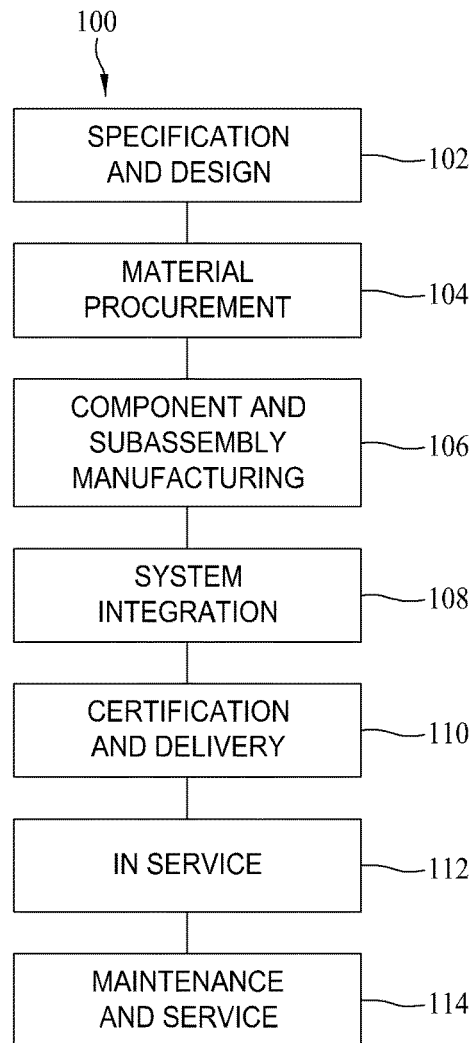 100
SPECIFICATION
AND DESIGN
102
MATERIAL
PROCUREMENT
104
COMPONENT AND
SUBASSEMBLY
MANUFACTURING
106
SYSTEM
INTEGRATION
108
CERTIFICATION
AND DELIVERY
110
IN SERVICE
112
MAINTENANCE
AND SERVICE
114